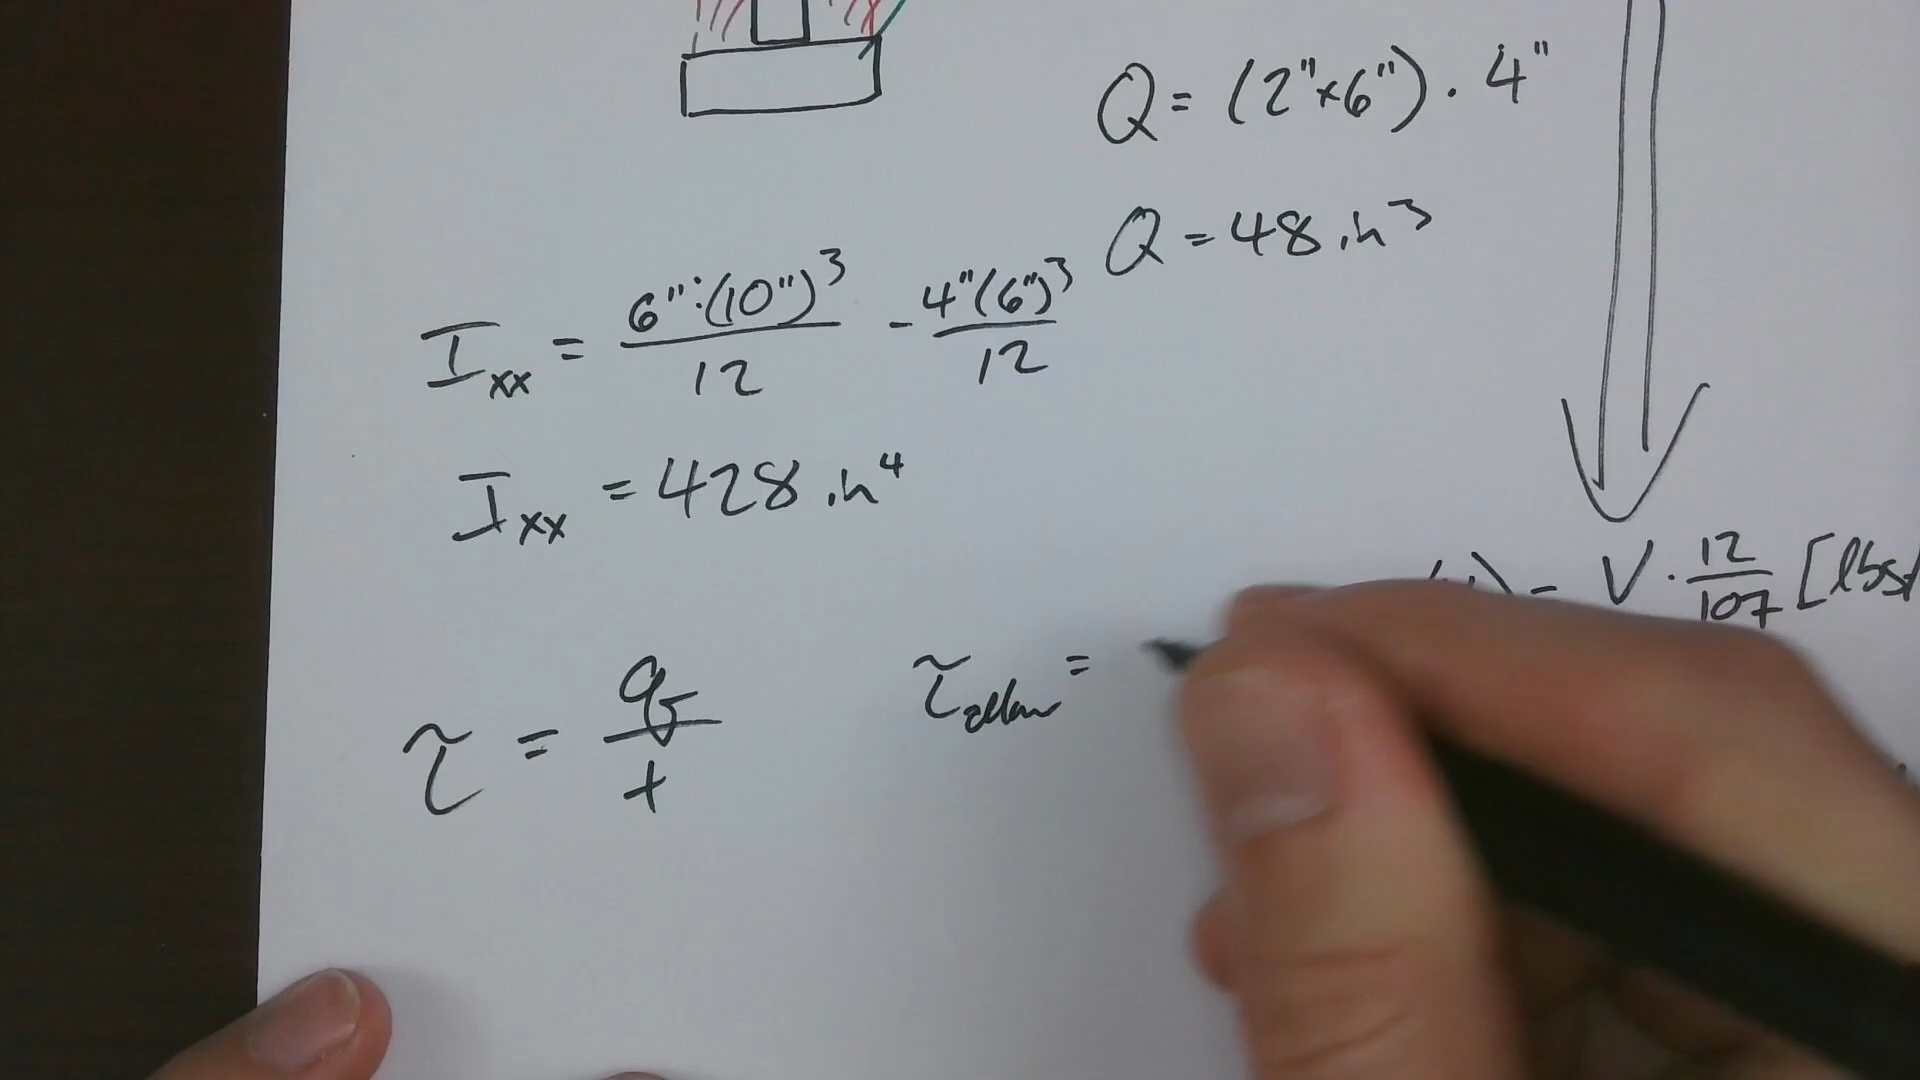 Q = (2"×6") · 4"
Q = 48 in³
Ixx = 6"·(10")³/12 - 4"(6")³/12
Ixx = 428 in⁴
= V · 12/107 [lbs/
τ = q/t
τallow =